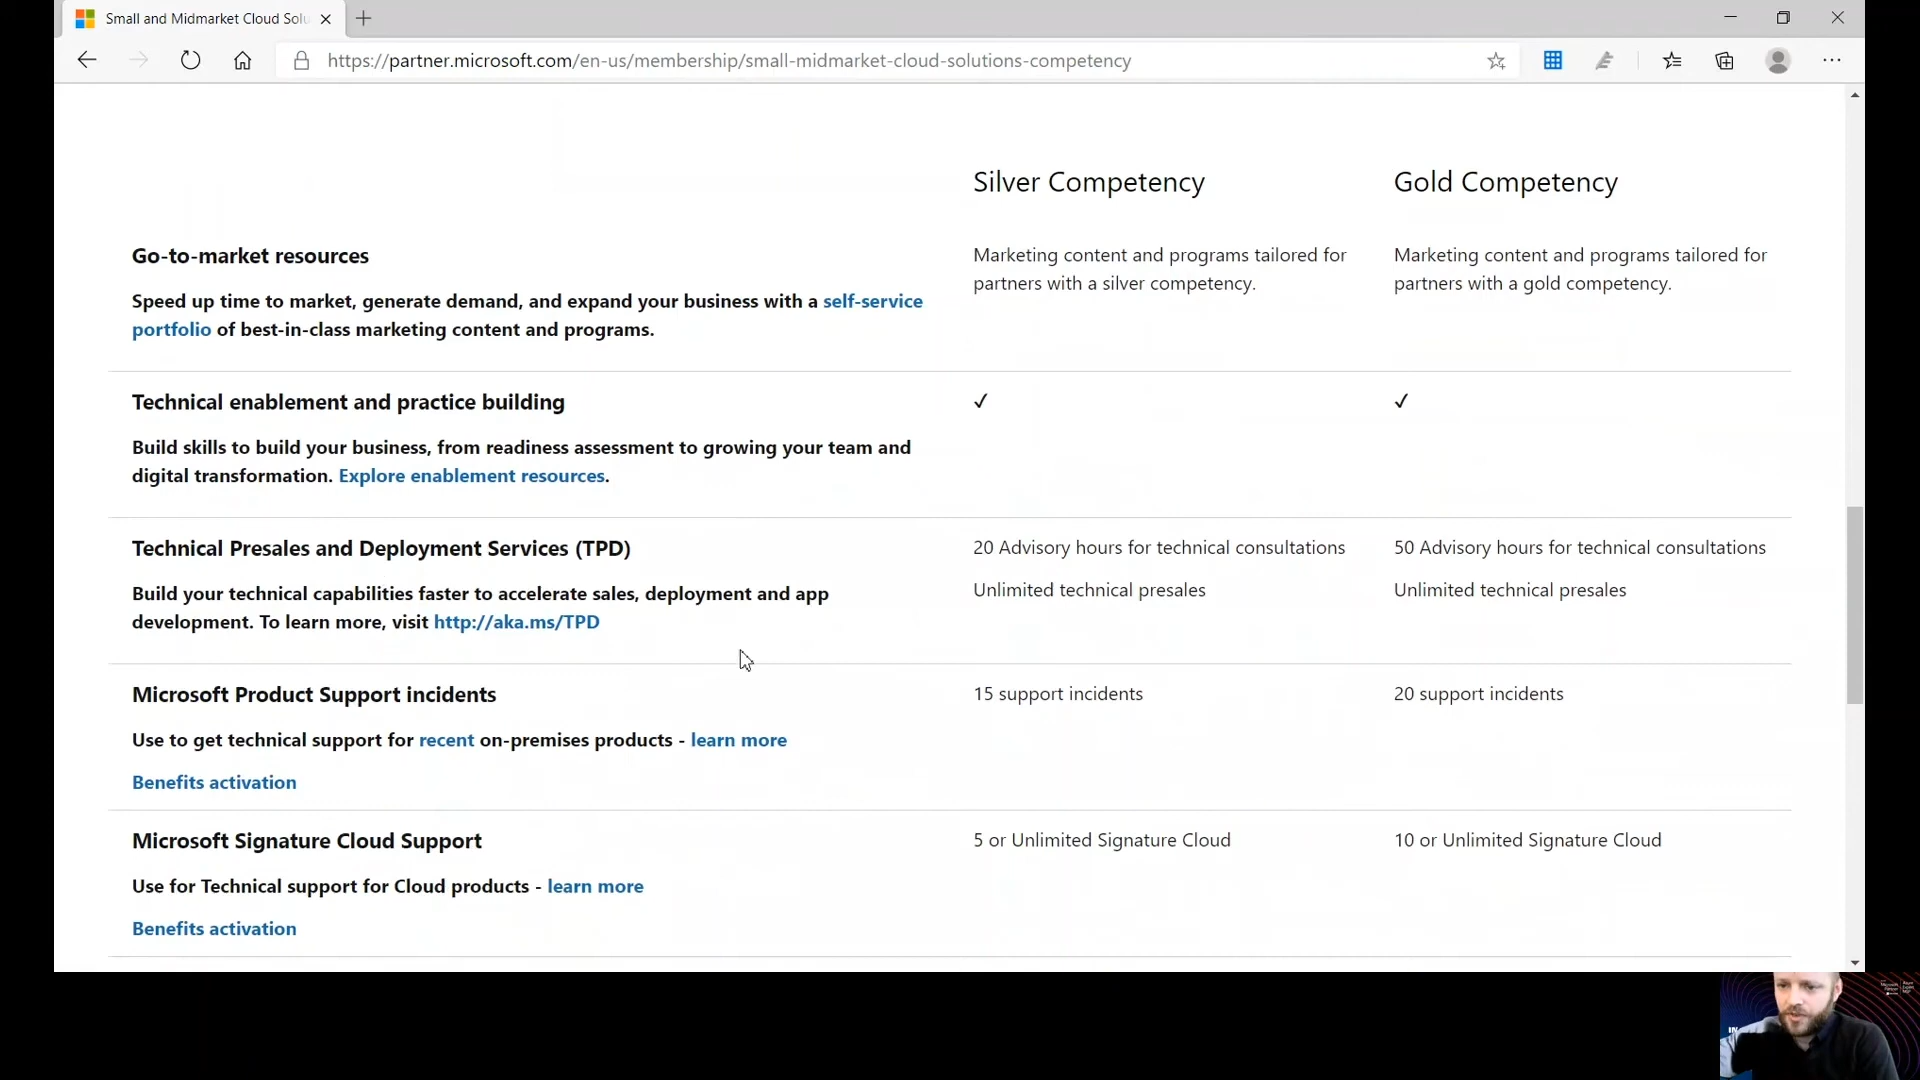 Small and Midmarket Cloud Solu
https://partner.microsoft.com/en-us/membership/small-midmarket-cloud-solutions-competency
Silver Competency
Gold Competency
Go-to-market resources
Speed up time to market, generate demand, and expand your business with a self-service
portfolio of best-in-class marketing content and programs.
Marketing content and programs tailored for
partners with a silver competency.
Marketing content and programs tailored for
partners with a gold competency.
Technical enablement and practice building
✓
✓
Build skills to build your business, from readiness assessment to growing your team and
digital transformation. Explore enablement resources.
Technical Presales and Deployment Services (TPD)
Build your technical capabilities faster to accelerate sales, deployment and app
development. To learn more, visit http://aka.ms/TPD
20 Advisory hours for technical consultations
Unlimited technical presales
50 Advisory hours for technical consultations
Unlimited technical presales
Microsoft Product Support incidents
15 support incidents
20 support incidents
Use to get technical support for recent on-premises products - learn more
Benefits activation
Microsoft Signature Cloud Support
5 or Unlimited Signature Cloud
10 or Unlimited Signature Cloud
Use for Technical support for Cloud products - learn more
Benefits activation